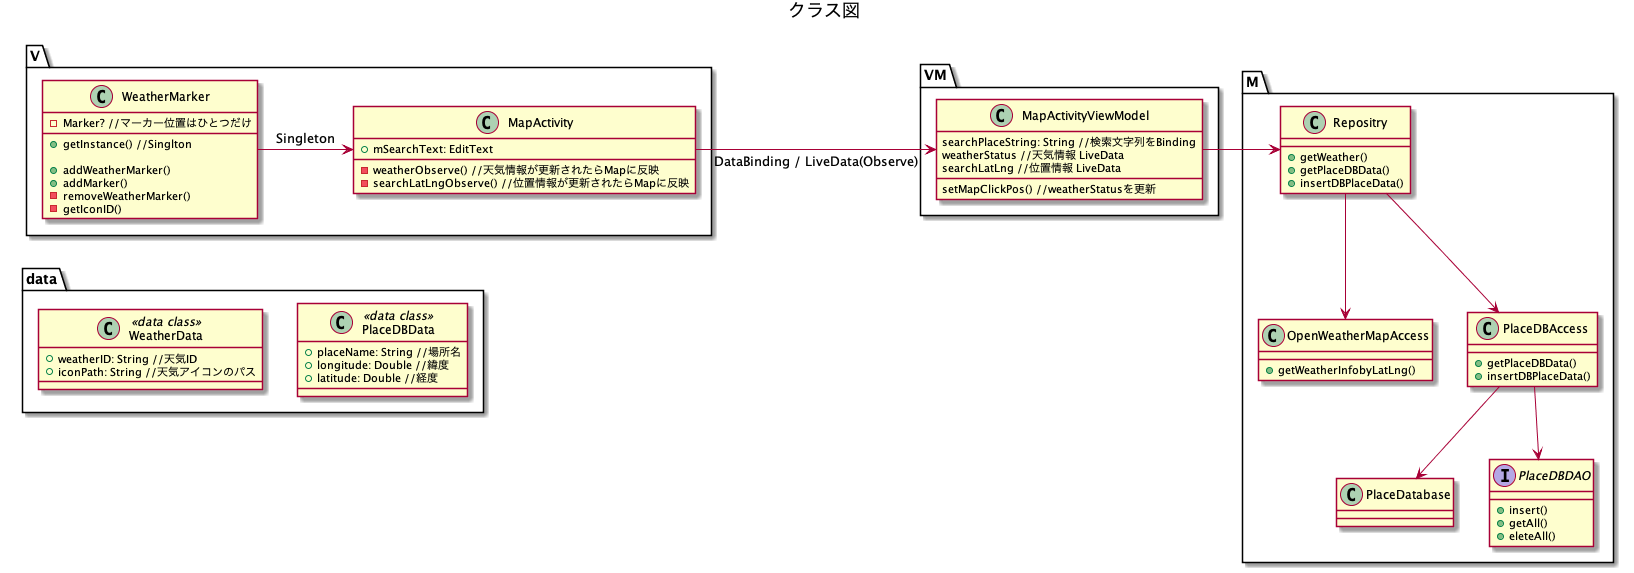 クラス図
V
WeatherMarker
Marker? //マーカー位置はひとつだけ
getInstance() //Singlton
addWeatherMarker()
addMarker()
removeWeatherMarker()
getIconID()
Singleton
MapActivity
mSearchText: EditText
weatherObserve() //天気情報が更新されたらMapに反映
searchLatLngObserve() //位置情報が更新されたらMapに反映
DataBinding / LiveData(Observe)
VM
MapActivityViewModel
searchPlaceString: String //検索文字列をBinding
weatherStatus //天気情報 LiveData
searchLatLng //位置情報 LiveData
setMapClickPos() //weatherStatusを更新
M
Repositry
getWeather()
getPlaceDBData()
insertDBPlaceData()
OpenWeatherMapAccess
getWeatherInfobyLatLng()
PlaceDBAccess
getPlaceDBData()
insertDBPlaceData()
PlaceDatabase
PlaceDBDAO
insert()
getAll()
eleteAll()
data
«data class»
WeatherData
weatherID: String //天気ID
iconPath: String //天気アイコンのパス
«data class»
PlaceDBData
placeName: String //場所名
longitude: Double //緯度
latitude: Double //経度